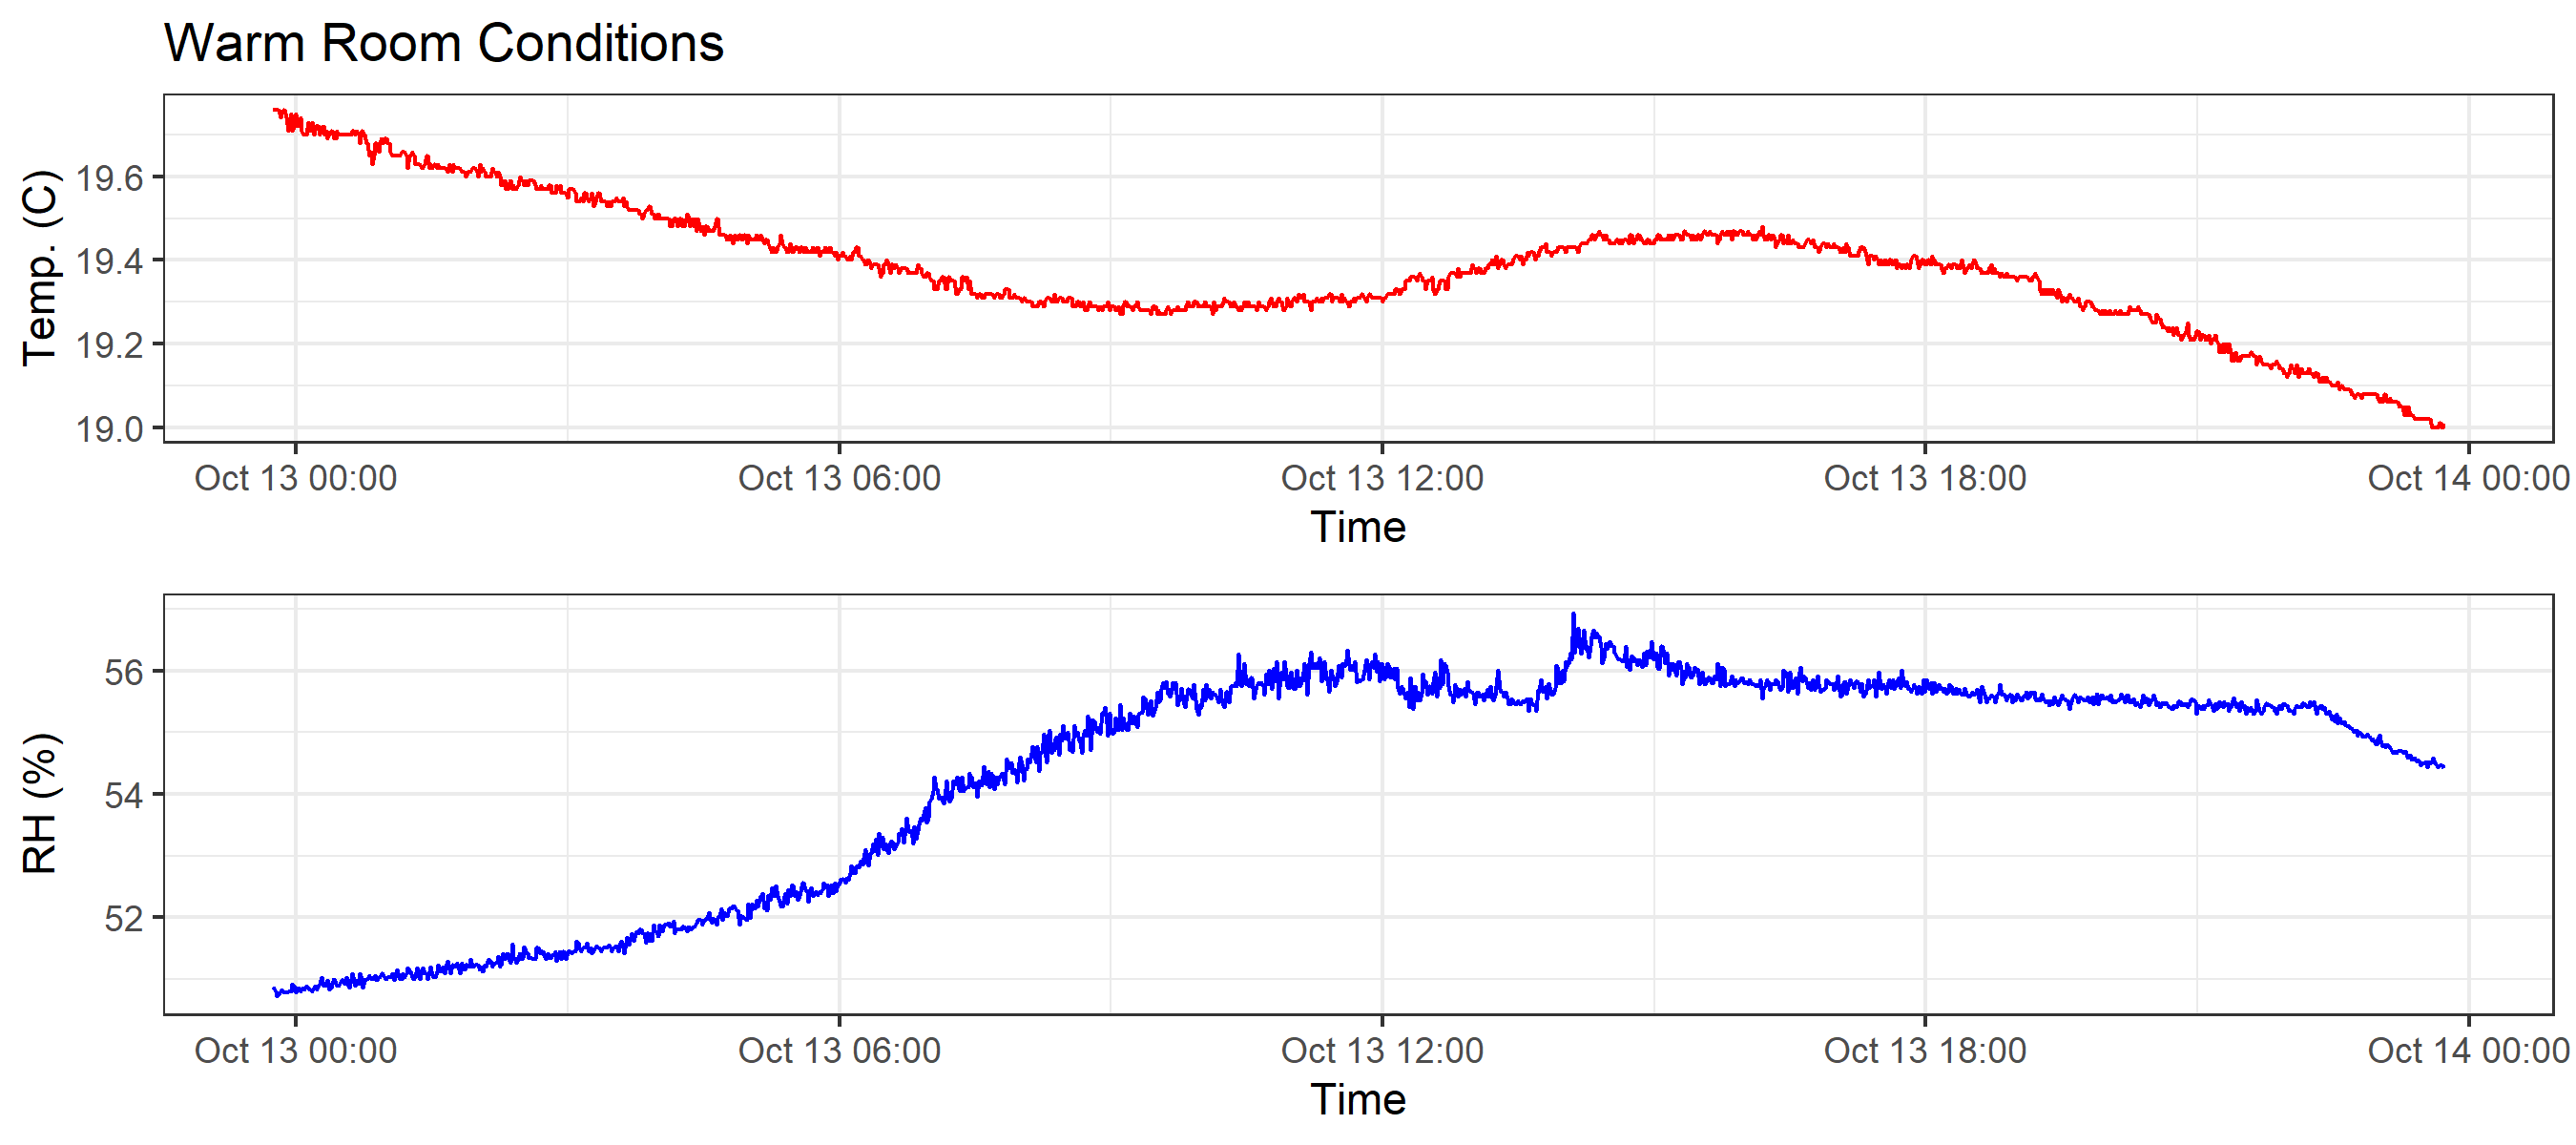 Warm Room Conditions
Temp. (C)
19.6
19.4
19.2
19.0
Oct 13 00:00 Oct 13 06:00 Oct 13 12:00 Oct 13 18:00 Oct 14 00:00
Time
RH (%)
56
54
52
Oct 13 00:00 Oct 13 06:00 Oct 13 12:00 Oct 13 18:00 Oct 14 00:00
Time